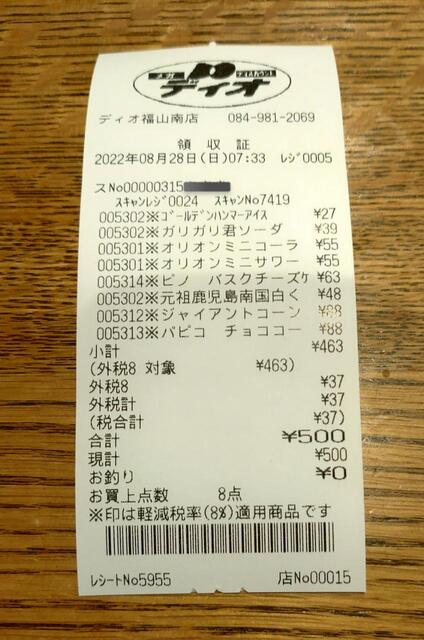 メガ ディスカウント
ディオ
ディオ福山南店 084-981-2069
領収証
2022年08月28日(日)07:33 レジ0005
スNo00000315
スキャンレジ0024 スキャンNo7419
005302※ゴールデンハンマーアイス ¥27
005302※ガリガリ君ソーダ ¥39
005301※オリオンミニコーラ ¥55
005301※オリオンミニサワー ¥55
005314※ピノ バスクチーズケ ¥63
005302※元祖鹿児島南国白く ¥48
005312※ジャイアントコーン ¥88
005313※パピコ チョココー ¥88
小計 ¥463
(外税8 対象 ¥463)
外税8 ¥37
外税計 ¥37
(税合計 ¥37)
合計 ¥500
現計 ¥500
お釣り ¥0
お買上点数 8点
※印は軽減税率(8%)適用商品です
レシートNo5955 店No00015